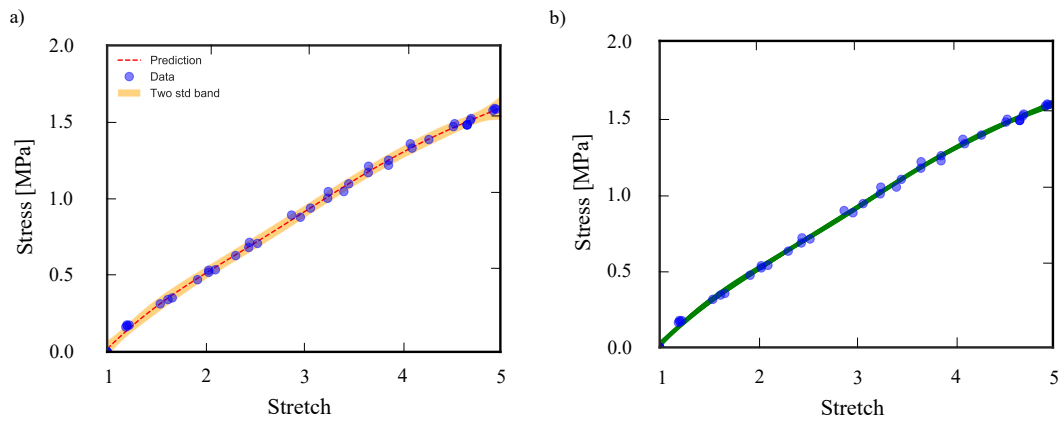 a)
2.0
1.5
1.0
0.5
0.0
Stress [MPa]
Prediction
Data
Two std band
1 2 3 4 5
Stretch
b)
2.0
1.5
1.0
0.5
0.0
Stress [MPa]
1 2 3 4 5
Stretch